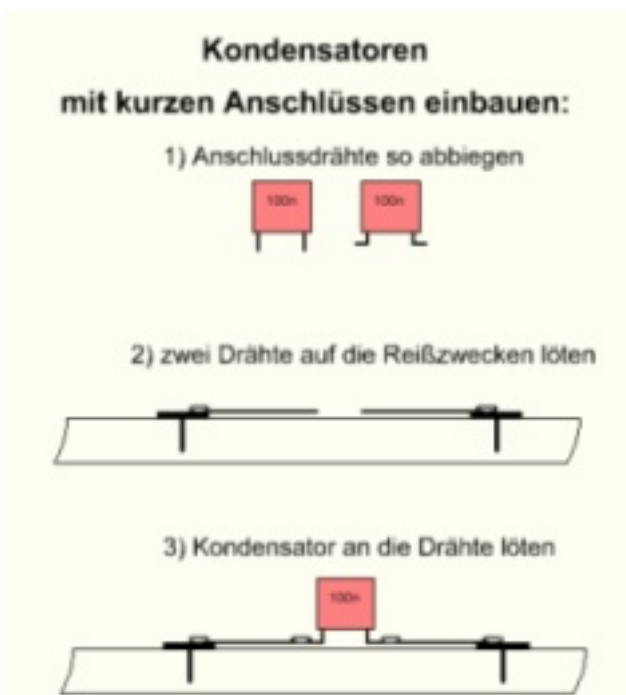 Kondensatoren
mit kurzen Anschlüssen einbauen:
1) Anschlussdrähte so abbiegen
100n 100n
2) zwei Drähte auf die Reißzwecken löten
3) Kondensator an die Drähte löten
100n